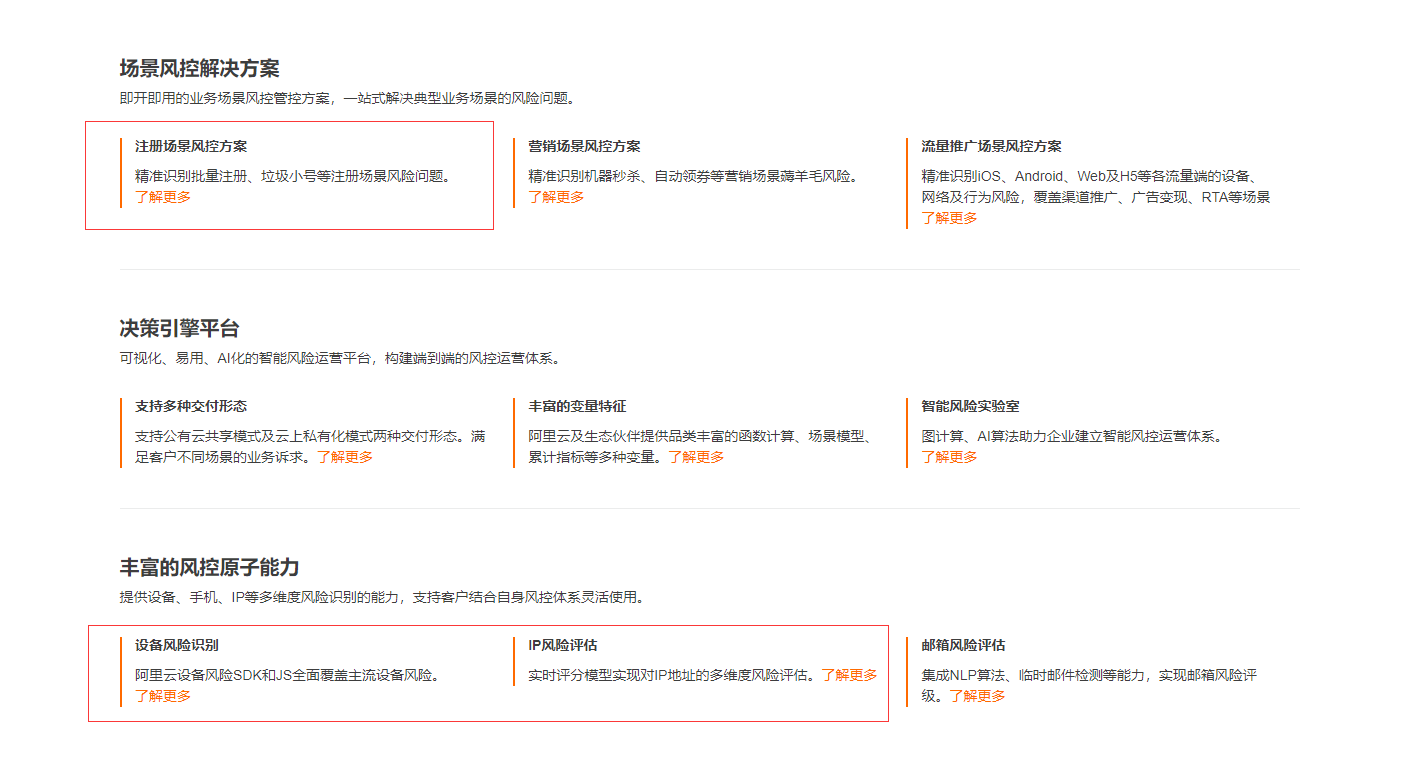 场景风控解决方案
即开即用的业务场景风控管控方案，一站式解决典型业务场景的风险问题。
注册场景风控方案
精准识别批量注册、垃圾小号等注册场景风险问题。
了解更多
营销场景风控方案
精准识别机器秒杀、自动领券等营销场景薅羊毛风险。
了解更多
流量推广场景风控方案
精准识别iOS、Android、Web及H5等各流量端的设备、
网络及行为风险，覆盖渠道推广、广告变现、RTA等场景
了解更多
决策引擎平台
可视化、易用、AI化的智能风险运营平台，构建端到端的风控运营体系。
支持多种交付形态
支持公有云共享模式及云上私有化模式两种交付形态。满
足客户不同场景的业务诉求。了解更多
丰富的变量特征
阿里云及生态伙伴提供品类丰富的函数计算、场景模型、
累计指标等多种变量。了解更多
智能风险实验室
图计算、AI算法助力企业建立智能风控运营体系。
了解更多
丰富的风控原子能力
提供设备、手机、IP等多维度风险识别的能力，支持客户结合自身风控体系灵活使用。
设备风险识别
阿里云设备风险SDK和JS全面覆盖主流设备风险。
了解更多
IP风险评估
实时评分模型实现对IP地址的多维度风险评估。了解更多
邮箱风险评估
集成NLP算法、临时邮件检测等能力，实现邮箱风险评
级。了解更多